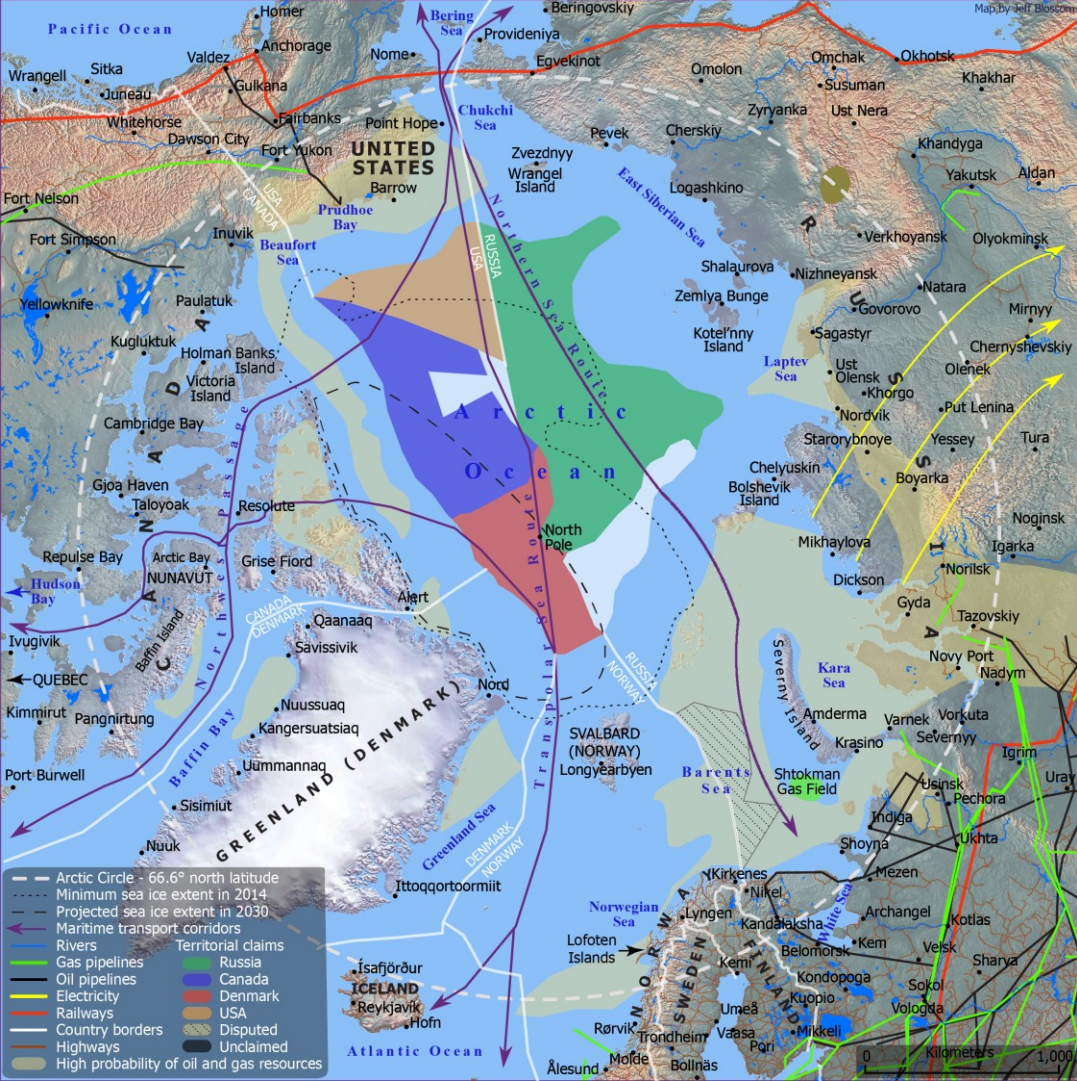 Map by Jeff Blossom
Homer
Beringovskiy
Pacific Ocean
Bering
Sea
Provideniya
Anchorage
Valdez
Nome
Egvekinot
Omchak
Okhotsk
Wrangell
Sitka
Juneau
Gulkana
Omolon
Susuman
Khakhar
Whitehorse
Fairbanks
Point Hope
Chukchi
Sea
Zyryanka
Ust Nera
Dawson City
Fort Yukon
UNITED
STATES
Pevek
Cherskiy
Khandyga
Zvezdnyy
Wrangel
Island
Yakutsk
Aldan
Fort Nelson
USA
CANADA
Barrow
Prudhoe
Bay
East Siberian Sea
Logashkino
Northern Sea Route
Fort Simpson
Inuvik
Beaufort
Sea
RUSSIA
USA
Verkhoyansk
Olyokminsk
Shalaurova
Nizhneyansk
Yellowknife
Paulatuk
Zemlya Bunge
Natara
Govorovo
Mirnyy
Kugluktuk
Kotel'nny
Island
Sagastyr
Chernyshevskiy
Holman
Banks
Island
Victoria
Island
Laptev
Sea
Ust
Olensk
Olenek
Khorgo
Cambridge Bay
Arctic
Ocean
Nordvik
Put Lenina
Starorybnoye
Yessey
Tura
CANADA
RUSSIA
Chelyuskin
Boyarka
Gjoa Haven
Bolshevik
Island
Taloyoak
Resolute
Noginsk
North
Pole
Mikhaylova
Igarka
Repulse Bay
Arctic Bay
Grise Fiord
NUNAVUT
Norilsk
Hudson
Bay
Dickson
Northwest Passage
Transpolar Sea Route
Alert
Gyda
CANADA
DENMARK
Qaanaaq
Tazovskiy
Ivugivik
Baffin Island
Savissivik
Severny Island
Novy Port
QUEBEC
RUSSIA
NORWAY
Kara
Sea
Nadym
Nord
Kimmirut
Pangnirtung
Nuussuaq
Amderma
Varnek
Vorkuta
Kangersuatsiaq
SVALBARD
(NORWAY)
Longyearbyen
Krasino
Severnyy
Igrim
Port Burwell
Baffin Bay
Uummannaq
Barents
Sea
Shtokman
Gas Field
Usinsk
Uray
Pechora
Sisimiut
GREENLAND (DENMARK)
Indiga
Greenland Sea
Nuuk
DENMARK
NORWAY
Shoyna
Ukhta
Kirkenes
Nikel
Mezen
Ittoqqortoormiit
Norwegian
Sea
Lyngen
Kandalaksha
White Sea
Archangel
Kotlas
Lofoten
Islands
NORWAY
SWEDEN
FINLAND
Belomorsk
Kem
Velsk
Sharya
Kemi
Kondopoga
Sokol
Ísafjörður
ICELAND
Reykjavik
Hofn
Kuopio
Vologda
Umeå
Rørvik
Trondheim
Vaasa
Mikkeli
Pori
Atlantic Ocean
Molde
Ålesund
Bollnäs
Arctic Circle - 66.6° north latitude
Minimum sea ice extent in 2014
Projected sea ice extent in 2030
Maritime transport corridors
Rivers
Gas pipelines
Oil pipelines
Electricity
Railways
Country borders
Highways
High probability of oil and gas resources
Territorial claims
Russia
Canada
Denmark
USA
Disputed
Unclaimed
0 Kilometers 1,000